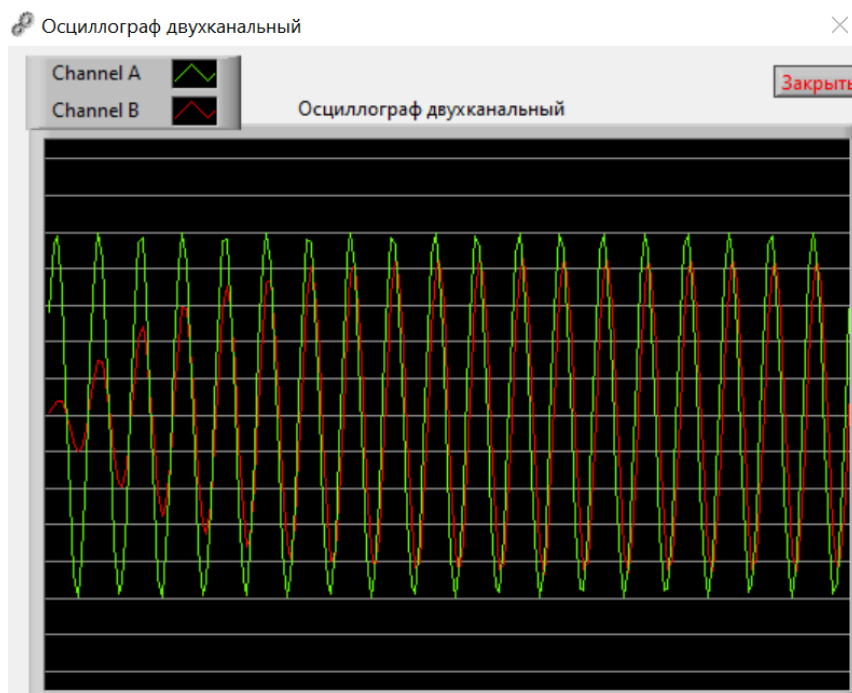 Осциллограф двухканальный
Channel A
Channel B
Осциллограф двухканальный
Закрыть